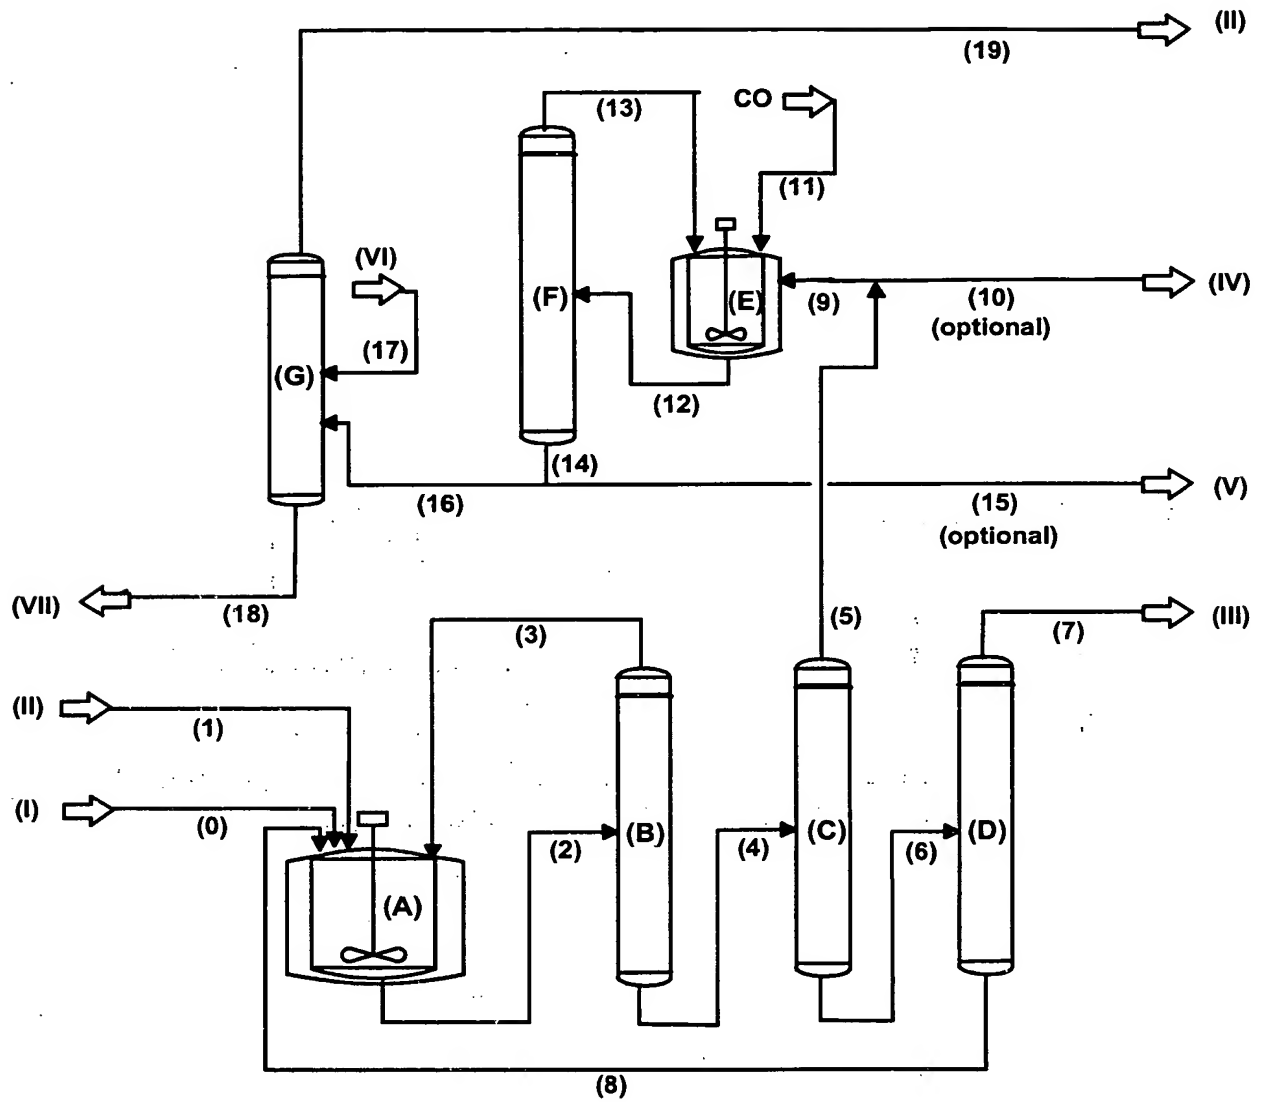 (II)
(19)
(13)
CO
(11)
(VI)
(E)
(F)
(9)
(10)
(IV)
(optional)
(17)
(G)
(12)
(14)
(16)
(15)
(V)
(optional)
(VII)
(18)
(3)
(5)
(7)
(III)
(II)
(1)
(I)
(0)
(2)
(B)
(4)
(C)
(6)
(D)
(A)
(8)